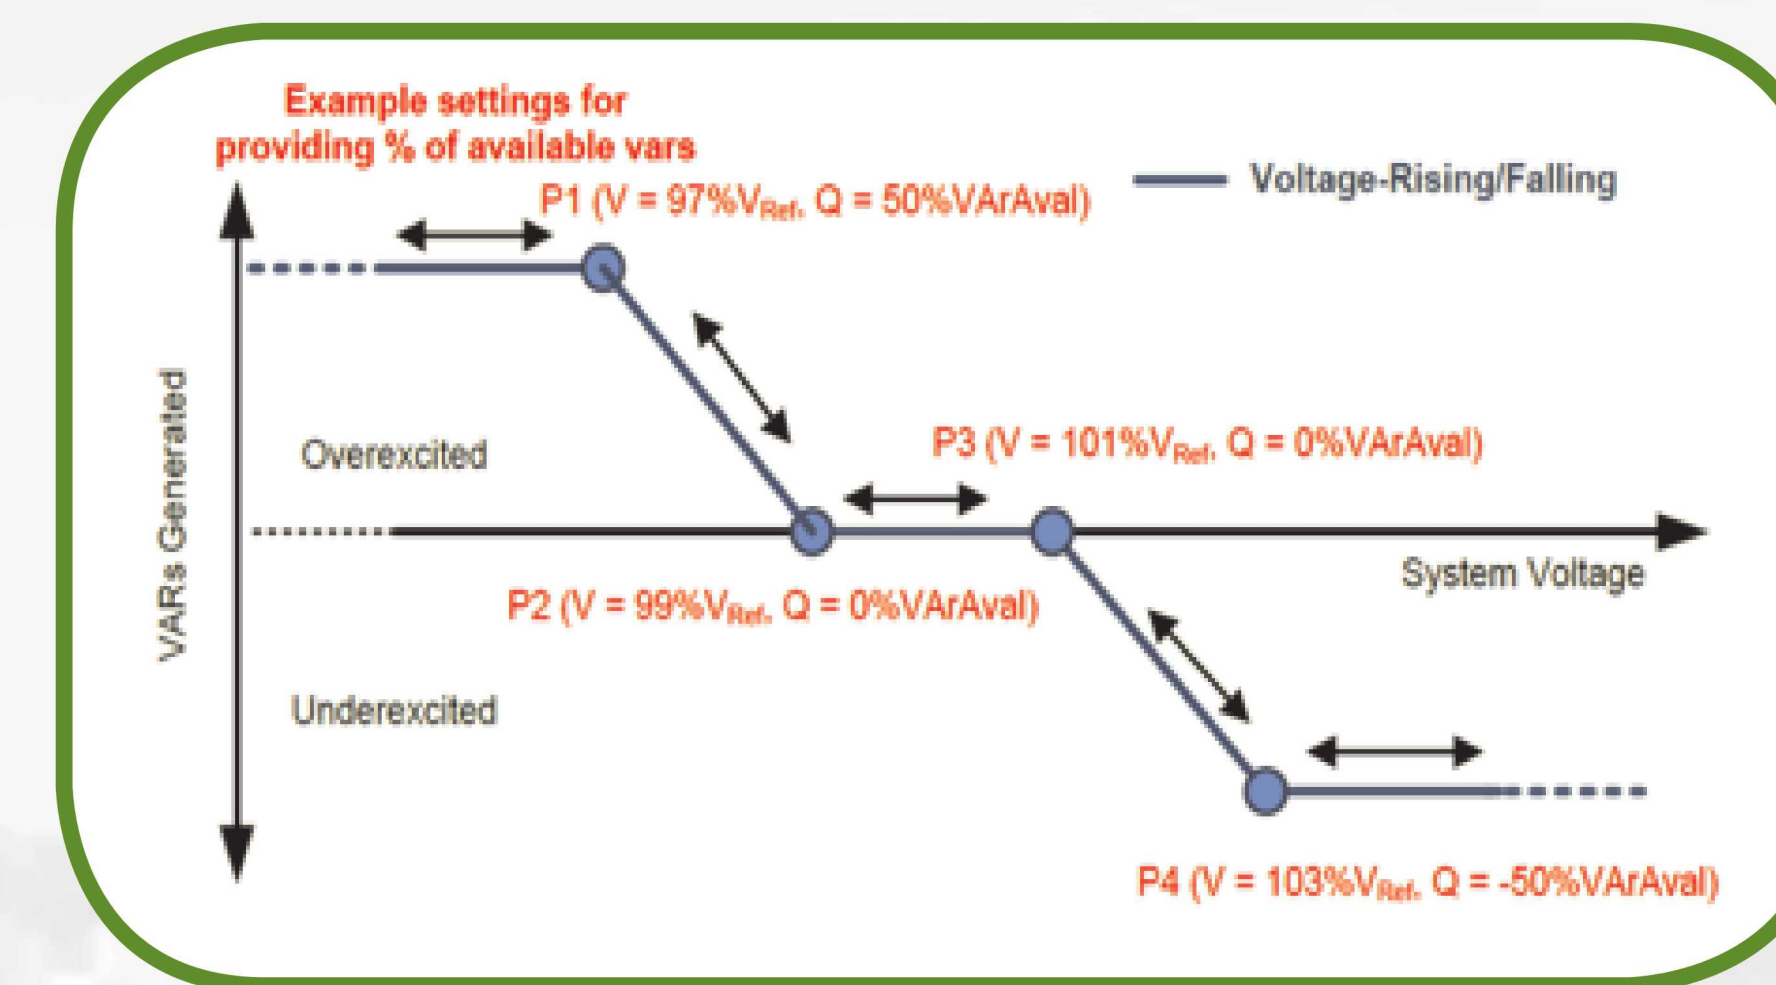 Example settings for
providing % of available vars
P1 (V = 97%VRef, Q = 50%VArAval)
Voltage-Rising/Falling
VARs Generated
Overexcited
P3 (V = 101%VRef, Q = 0%VArAval)
System Voltage
P2 (V = 99%VRef, Q = 0%VArAval)
Underexcited
P4 (V = 103%VRef, Q = -50%VArAval)